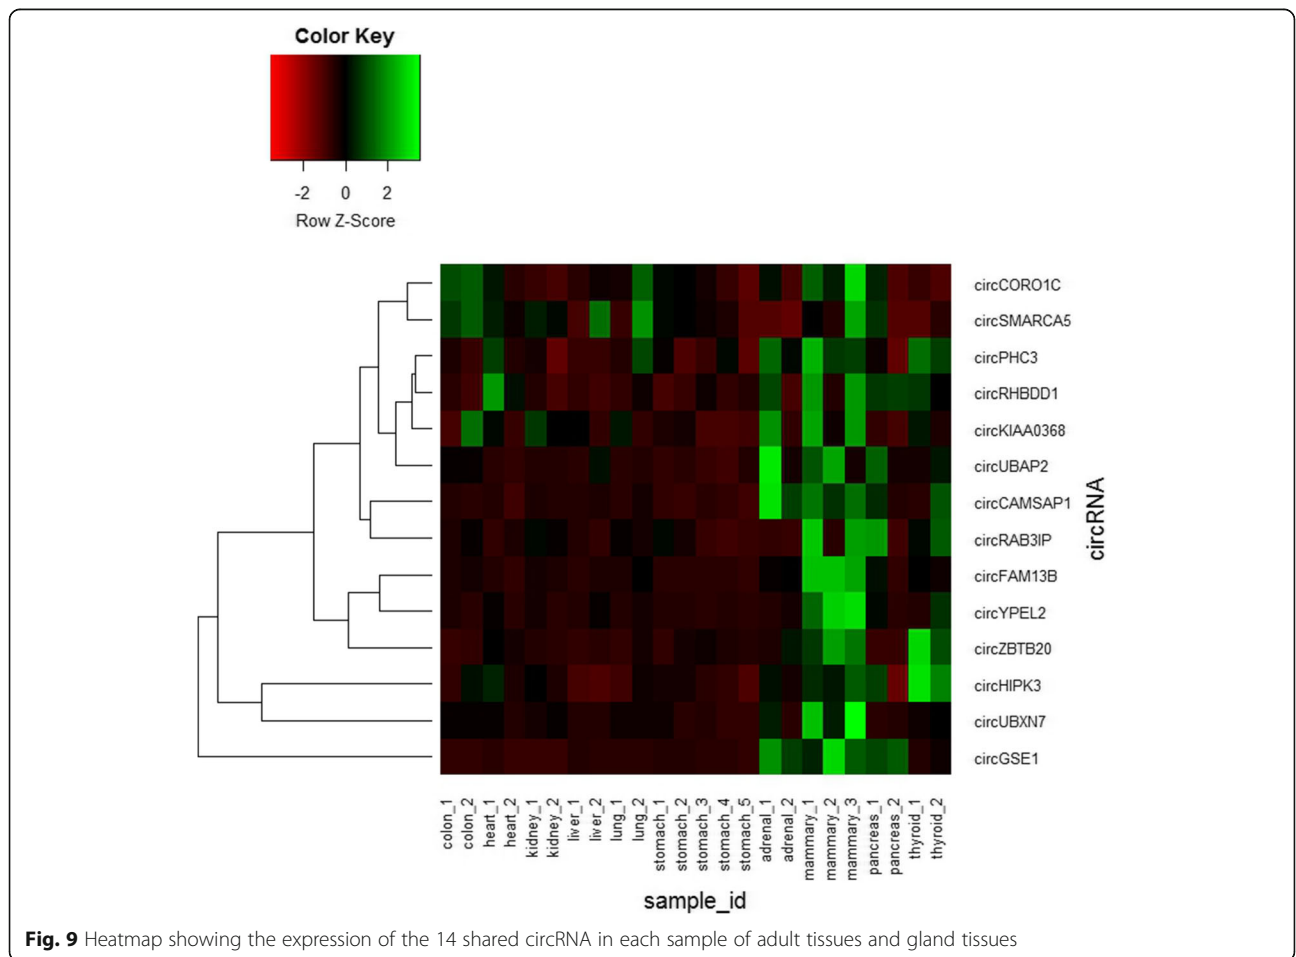 Color Key
-2 0 2
Row Z-Score
circCORO1C
circSMARCA5
circPHC3
circRHBDD1
circKIAA0368
circUBAP2
circCAMSAP1
circRAB3IP
circFAM13B
circYPEL2
circZBTB20
circHIPK3
circUBXN7
circGSE1
circRNA
colon_1
colon_2
heart_1
heart_2
kidney_1
kidney_2
liver_1
liver_2
lung_1
lung_2
stomach_1
stomach_2
stomach_3
stomach_4
stomach_5
adrenal_1
adrenal_2
mammary_1
mammary_2
mammary_3
pancreas_1
pancreas_2
thyroid_1
thyroid_2
sample_id
Fig. 9 Heatmap showing the expression of the 14 shared circRNA in each sample of adult tissues and gland tissues